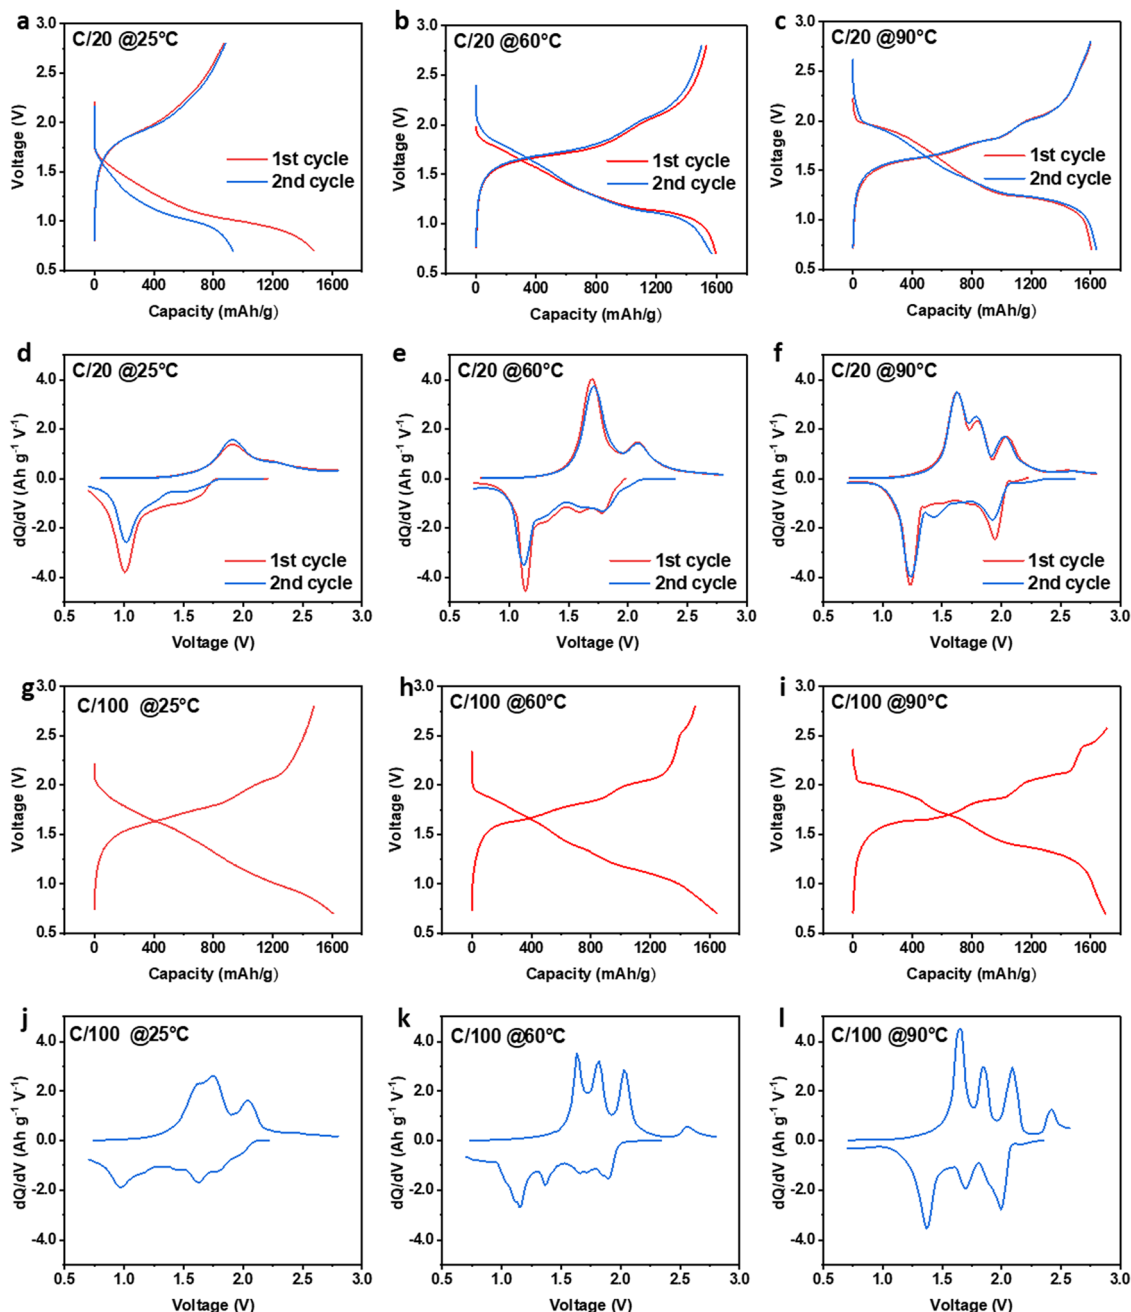 a
C/20 @25°C
Voltage (V)
3.0
2.5
2.0
1.5
1.0
0.5
1st cycle
2nd cycle
0 400 800 1200 1600
Capacity (mAh/g)
b
C/20 @60°C
Voltage (V)
3.0
2.5
2.0
1.5
1.0
0.5
1st cycle
2nd cycle
0 400 800 1200 1600
Capacity (mAh/g)
c
C/20 @90°C
Voltage (V)
3.0
2.5
2.0
1.5
1.0
0.5
1st cycle
2nd cycle
0 400 800 1200 1600
Capacity (mAh/g)
d
C/20 @25°C
dQ/dV (Ah g⁻¹ V⁻¹)
4.0
2.0
0.0
-2.0
-4.0
1st cycle
2nd cycle
0.5 1.0 1.5 2.0 2.5 3.0
Voltage (V)
e
C/20 @60°C
dQ/dV (Ah g⁻¹ V⁻¹)
4.0
2.0
0.0
-2.0
-4.0
1st cycle
2nd cycle
0.5 1.0 1.5 2.0 2.5 3.0
Voltage (V)
f
C/20 @90°C
dQ/dV (Ah g⁻¹ V⁻¹)
4.0
2.0
0.0
-2.0
-4.0
1st cycle
2nd cycle
0.5 1.0 1.5 2.0 2.5 3.0
Voltage (V)
g
C/100 @25°C
Voltage (V)
3.0
2.5
2.0
1.5
1.0
0.5
0 400 800 1200 1600
Capacity (mAh/g)
h
C/100 @60°C
Voltage (V)
3.0
2.5
2.0
1.5
1.0
0.5
0 400 800 1200 1600
Capacity (mAh/g)
i
C/100 @90°C
Voltage (V)
3.0
2.5
2.0
1.5
1.0
0.5
0 400 800 1200 1600
Capacity (mAh/g)
j
C/100 @25°C
dQ/dV (Ah g⁻¹ V⁻¹)
4.0
2.0
0.0
-2.0
-4.0
0.5 1.0 1.5 2.0 2.5 3.0
Voltage (V)
k
C/100 @60°C
dQ/dV (Ah g⁻¹ V⁻¹)
4.0
2.0
0.0
-2.0
-4.0
0.5 1.0 1.5 2.0 2.5 3.0
Voltage (V)
l
C/100 @90°C
dQ/dV (Ah g⁻¹ V⁻¹)
4.0
2.0
0.0
-2.0
-4.0
0.5 1.0 1.5 2.0 2.5 3.0
Voltage (V)